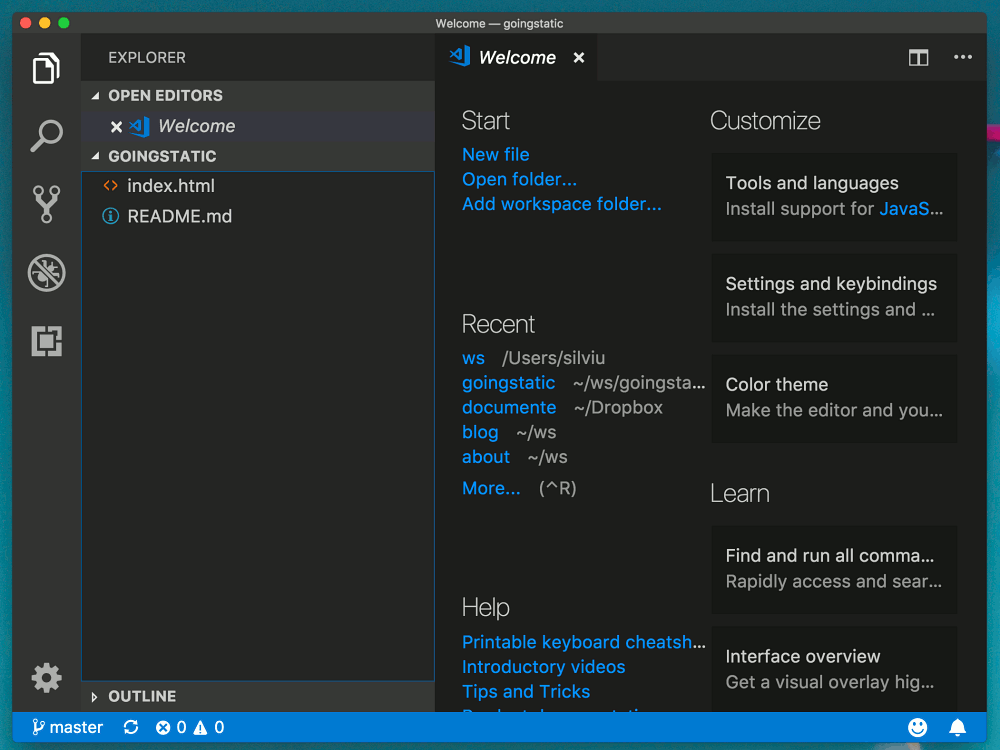 Welcome — goingstatic
EXPLORER
OPEN EDITORS
Welcome
GOINGSTATIC
index.html
README.md
OUTLINE
Welcome
Start
New file
Open folder...
Add workspace folder...
Recent
ws /Users/silviu
goingstatic ~/ws/goingsta...
documente ~/Dropbox
blog ~/ws
about ~/ws
More... (^R)
Help
Printable keyboard cheatsh...
Introductory videos
Tips and Tricks
Customize
Tools and languages
Install support for JavaS...
Settings and keybindings
Install the settings and ...
Color theme
Make the editor and you...
Learn
Find and run all comma...
Rapidly access and sear...
Interface overview
Get a visual overlay hig...
master 0 0